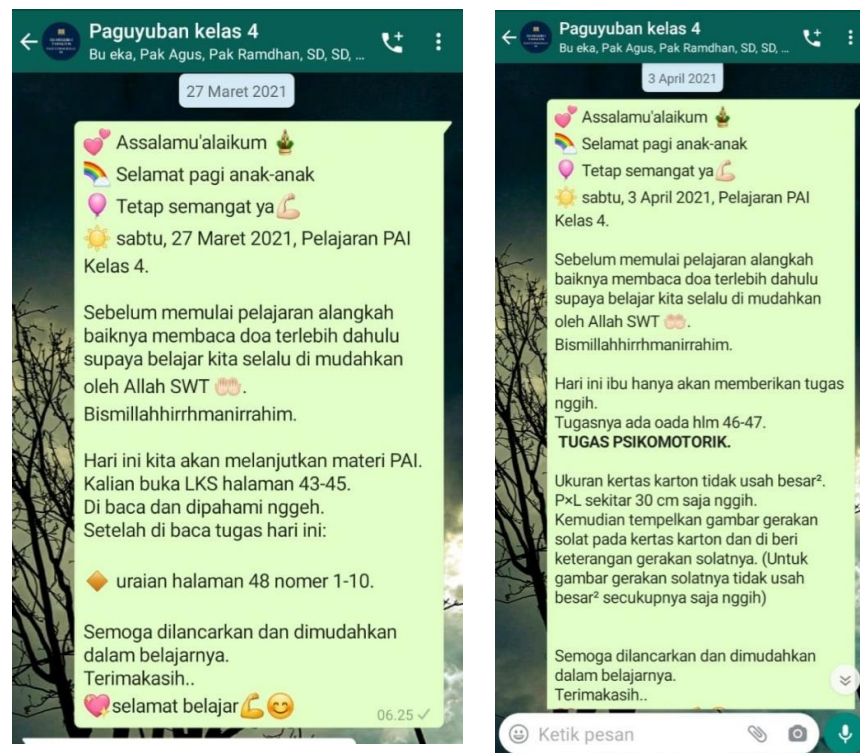 Paguyuban kelas 4
Bu eka, Pak Agus, Pak Ramdhan, SD, SD, ...
27 Maret 2021
💕 Assalamu'alaikum 🎍
🌈 Selamat pagi anak-anak
🎈 Tetap semangat ya💪🏻
☀️ sabtu, 27 Maret 2021, Pelajaran PAI
Kelas 4.
Sebelum memulai pelajaran alangkah
baiknya membaca doa terlebih dahulu
supaya belajar kita selalu di mudahkan
oleh Allah SWT 🤲🏻.
Bismillahhirrhmanirrahim.
Hari ini kita akan melanjutkan materi PAI.
Kalian buka LKS halaman 43-45.
Di baca dan dipahami nggeh.
Setelah di baca tugas hari ini:
🔶 uraian halaman 48 nomer 1-10.
Semoga dilancarkan dan dimudahkan
dalam belajarnya.
Terimakasih..
💖selamat belajar💪😊
06.25 ✓
Paguyuban kelas 4
Bu eka, Pak Agus, Pak Ramdhan, SD, SD, ...
3 April 2021
💕 Assalamu'alaikum 🎍
🌈 Selamat pagi anak-anak
🎈 Tetap semangat ya💪🏻
☀️ sabtu, 3 April 2021, Pelajaran PAI
Kelas 4.
Sebelum memulai pelajaran alangkah
baiknya membaca doa terlebih dahulu
supaya belajar kita selalu di mudahkan
oleh Allah SWT 🤲🏻.
Bismillahhirrhmanirrahim.
Hari ini ibu hanya akan memberikan tugas
nggih.
Tugasnya ada oada hlm 46-47.
TUGAS PSIKOMOTORIK.
Ukuran kertas karton tidak usah besar².
P×L sekitar 30 cm saja nggih.
Kemudian tempelkan gambar gerakan
solat pada kertas karton dan di beri
keterangan gerakan solatnya. (Untuk
gambar gerakan solatnya tidak usah
besar² secukupnya saja nggih)
Semoga dilancarkan dan dimudahkan
dalam belajarnya.
Terimakasih..
Ketik pesan